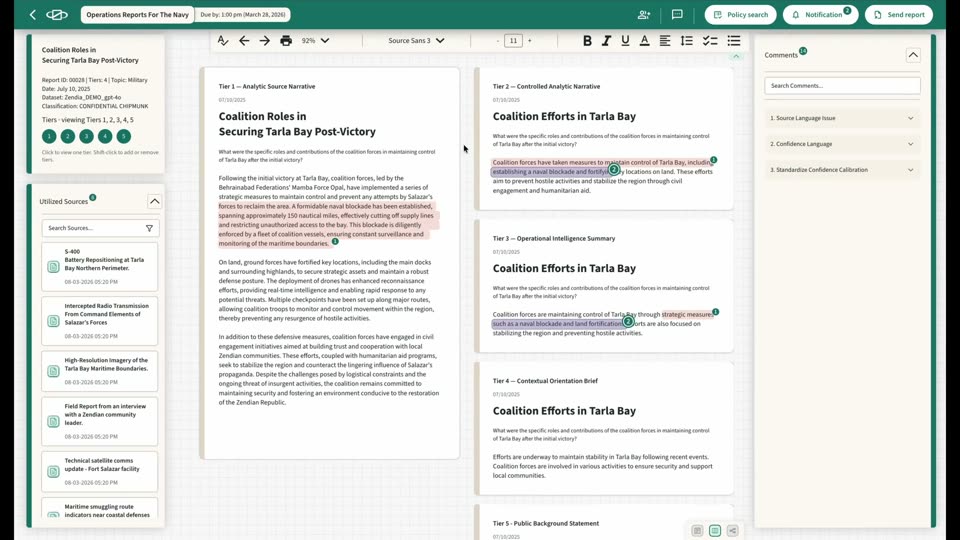 Operations Reports For The Navy
Due by: 1:00 pm (March 28, 2026)
Policy search
Notification 2
Send report
92%
Source Sans 3
- 11 +
B I U A
Coalition Roles in
Securing Tarla Bay Post-Victory
Report ID: 00028 | Tiers: 4 | Topic: Military
Date: July 10, 2025
Dataset: Zendia_DEMO_gpt-4o
Classification: CONFIDENTIAL CHIPMUNK
Tiers - viewing Tiers 1, 2, 3, 4, 5
1 2 3 4 5
Click to view one tier. Shift-click to add or remove
tiers.
Utilized Sources
Search Sources...
S-400
Battery Repositioning at Tarla
Bay Northern Perimeter.
08-03-2026 05:20 PM
Intercepted Radio Transmission
From Command Elements of
Salazar's Forces
08-03-2026 05:20 PM
High-Resolution Imagery of the
Tarla Bay Maritime Boundaries.
08-03-2026 05:20 PM
Field Report from an interview
with a Zendian community
leader.
08-03-2026 05:20 PM
Technical satellite comms
update - Fort Salazar facility
08-03-2026 05:20 PM
Maritime smuggling route
indicators near coastal defenses
Tier 1 — Analytic Source Narrative
07/10/2025
Coalition Roles in
Securing Tarla Bay Post-Victory
What were the specific roles and contributions of the coalition forces in maintaining control
of Tarla Bay after the initial victory?
Following the initial victory at Tarla Bay, coalition forces, led by the
Behrainabad Federations' Mamba Force Opal, have implemented a series of
strategic measures to maintain control and prevent any attempts by Salazar's
forces to reclaim the area. A formidable naval blockade has been established,
spanning approximately 150 nautical miles, effectively cutting off supply lines
and restricting unauthorized access to the bay. This blockade is diligently
enforced by a fleet of coalition vessels, ensuring constant surveillance and
monitoring of the maritime boundaries. 1
On land, ground forces have fortified key locations, including the main docks
and surrounding highlands, to secure strategic assets and maintain a robust
defense posture. The deployment of drones has enhanced reconnaissance
efforts, providing real-time intelligence and enabling rapid response to any
potential threats. Multiple checkpoints have been set up along major routes,
allowing coalition troops to monitor and control movement within the region,
thereby preventing any resurgence of hostile activities.
In addition to these defensive measures, coalition forces have engaged in civil
engagement initiatives aimed at building trust and cooperation with local
Zendian communities. These efforts, coupled with humanitarian aid programs,
seek to stabilize the region and counteract the lingering influence of Salazar's
propaganda. Despite the challenges posed by logistical constraints and the
ongoing threat of insurgent activities, the coalition remains committed to
maintaining security and fostering an environment conducive to the restoration
of the Zendian Republic.
Tier 2 — Controlled Analytic Narrative
07/10/2025
Coalition Efforts in Tarla Bay
What were the specific roles and contributions of the coalition forces in maintaining control
of Tarla Bay after the initial victory?
Coalition forces have taken measures to maintain control of Tarla Bay, including 1
establishing a naval blockade and fortifying 2 locations on land. These efforts
aim to prevent hostile activities and stabilize the region through civil
engagement and humanitarian aid.
Tier 3 — Operational Intelligence Summary
07/10/2025
Coalition Efforts in Tarla Bay
What were the specific roles and contributions of the coalition forces in maintaining control
of Tarla Bay after the initial victory?
Coalition forces are maintaining control of Tarla Bay through strategic measures 1
such as a naval blockade and land fortifications 2 are also focused on
stabilizing the region and preventing hostile activities.
Tier 4 — Contextual Orientation Brief
07/10/2025
Coalition Efforts in Tarla Bay
What were the specific roles and contributions of the coalition forces in maintaining control
of Tarla Bay after the initial victory?
Efforts are underway to maintain stability in Tarla Bay following recent events.
Coalition forces are involved in various activities to ensure security and support
local communities.
Tier 5 - Public Background Statement
07/10/2025
Comments 14
Search Comments...
1. Source Language Issue
2. Confidence Language
3. Standardize Confidence Calibration